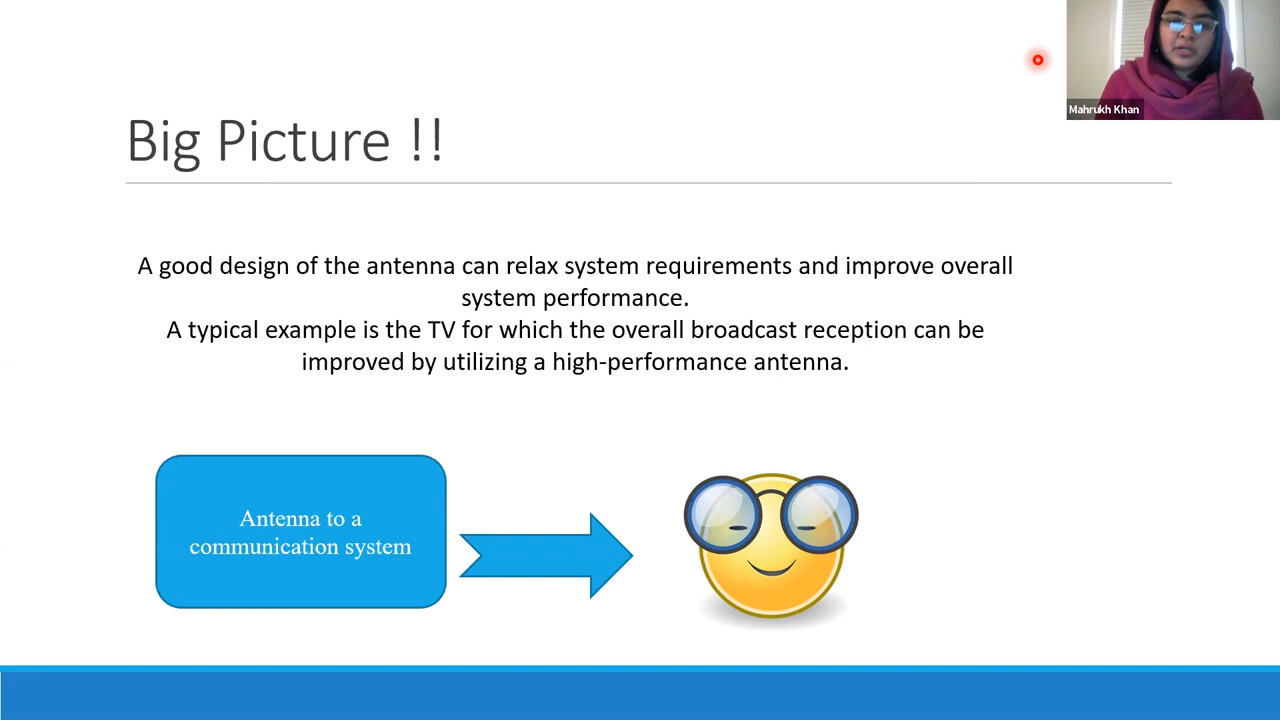 Mahrukh Khan
Big Picture !!
A good design of the antenna can relax system requirements and improve overall
system performance.
A typical example is the TV for which the overall broadcast reception can be
improved by utilizing a high-performance antenna.
Antenna to a
communication system